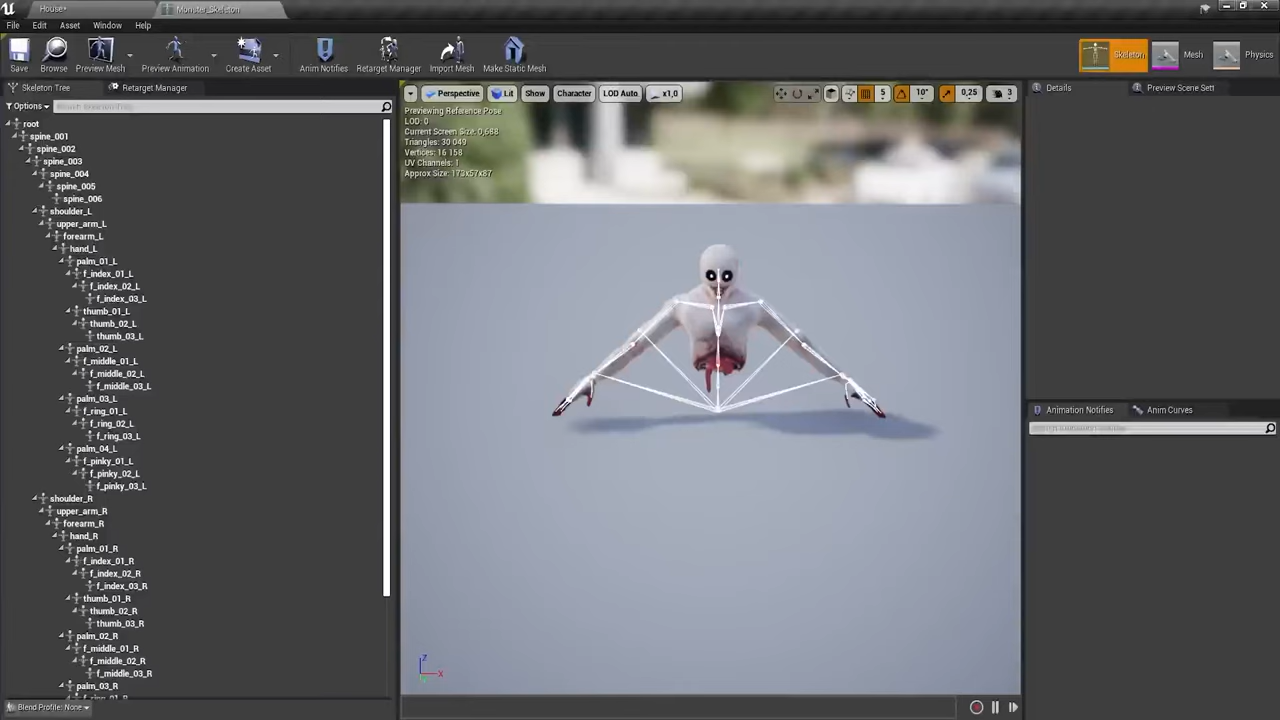 House*
Monster_Skeleton
File Edit Asset Window Help
Save Browse Preview Mesh Preview Animation Create Asset Anim Notifies Retarget Manager Import Mesh Make Static Mesh
Skeleton Mesh Physics
Skeleton Tree Retarget Manager
Options
root
spine_001
spine_002
spine_003
spine_004
spine_005
spine_006
shoulder_L
upper_arm_L
forearm_L
hand_L
palm_01_L
f_index_01_L
f_index_02_L
f_index_03_L
thumb_01_L
thumb_02_L
thumb_03_L
palm_02_L
f_middle_01_L
f_middle_02_L
f_middle_03_L
palm_03_L
f_ring_01_L
f_ring_02_L
f_ring_03_L
palm_04_L
f_pinky_01_L
f_pinky_02_L
f_pinky_03_L
shoulder_R
upper_arm_R
forearm_R
hand_R
palm_01_R
f_index_01_R
f_index_02_R
f_index_03_R
thumb_01_R
thumb_02_R
thumb_03_R
palm_02_R
f_middle_01_R
f_middle_02_R
f_middle_03_R
palm_03_R
f_ring_01_R
Blend Profile: None
Perspective Lit Show Character LOD Auto x1,0
5 10° 0,25 3
Previewing Reference Pose
LOD: 0
Current Screen Size: 0,688
Triangles: 30 049
Vertices: 16 158
UV Channels: 1
Approx Size: 173x57x87
Z
X
Details Preview Scene Sett
Animation Notifies Anim Curves